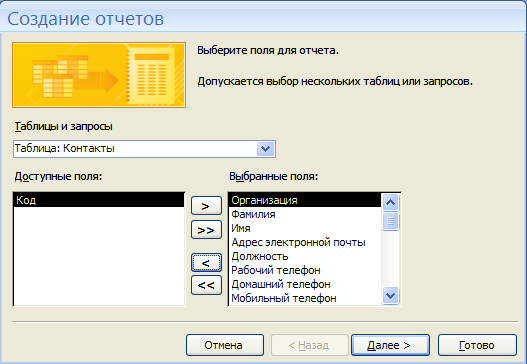 Создание отчетов
Выберите поля для отчета.
Допускается выбор нескольких таблиц или запросов.
Таблицы и запросы
Таблица: Контакты
Доступные поля:
Выбранные поля:
Код
>
>>
<
<<
Организация
Фамилия
Имя
Адрес электронной почты
Должность
Рабочий телефон
Домашний телефон
Мобильный телефон
Отмена
< Назад
Далее >
Готово